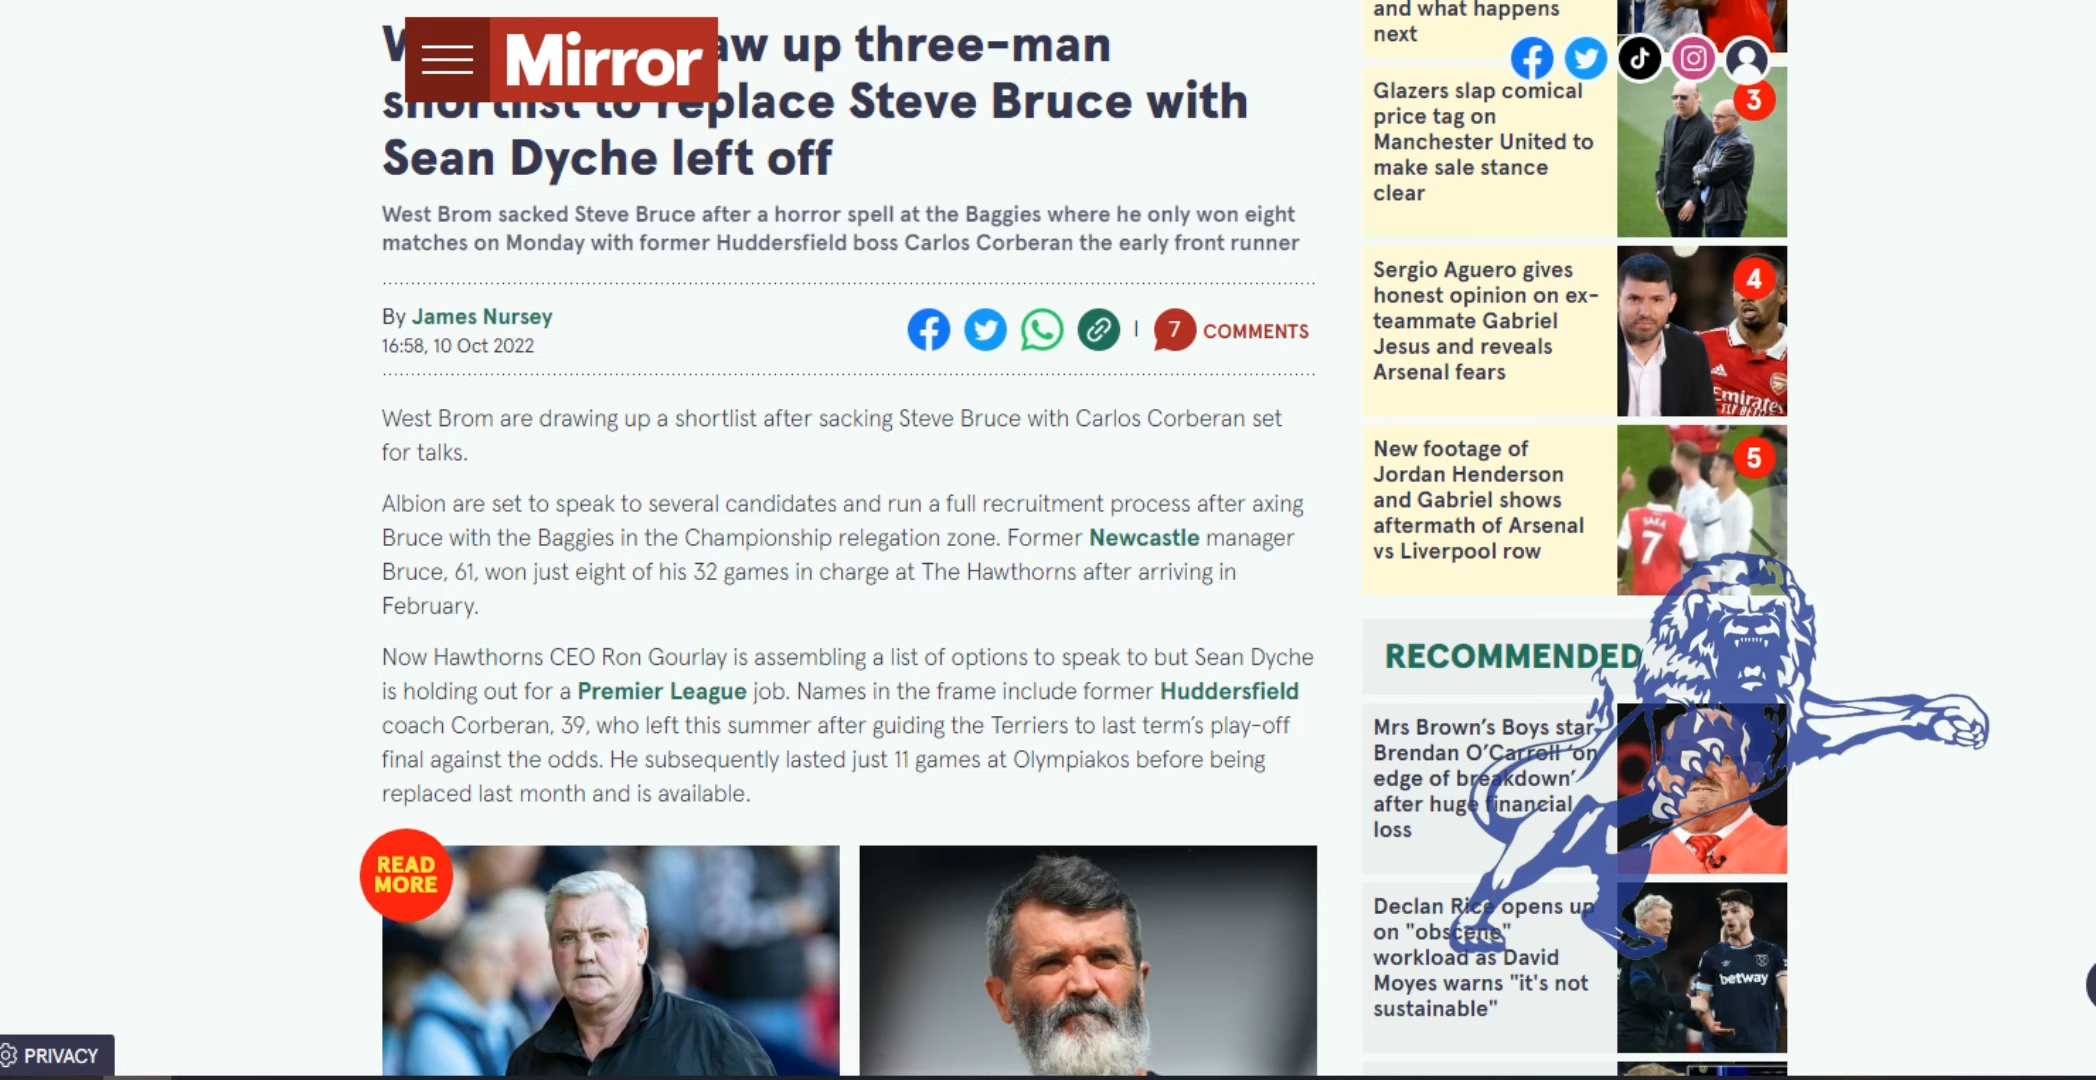 Mirror
W aw up three-man
shortlist to replace Steve Bruce with
Sean Dyche left off
West Brom sacked Steve Bruce after a horror spell at the Baggies where he only won eight
matches on Monday with former Huddersfield boss Carlos Corberan the early front runner
By James Nursey
16:58, 10 Oct 2022
7 COMMENTS
West Brom are drawing up a shortlist after sacking Steve Bruce with Carlos Corberan set
for talks.
Albion are set to speak to several candidates and run a full recruitment process after axing
Bruce with the Baggies in the Championship relegation zone. Former Newcastle manager
Bruce, 61, won just eight of his 32 games in charge at The Hawthorns after arriving in
February.
Now Hawthorns CEO Ron Gourlay is assembling a list of options to speak to but Sean Dyche
is holding out for a Premier League job. Names in the frame include former Huddersfield
coach Corberan, 39, who left this summer after guiding the Terriers to last term's play-off
final against the odds. He subsequently lasted just 11 games at Olympiakos before being
replaced last month and is available.
READ
MORE
PRIVACY
and what happens
next
Glazers slap comical
price tag on
Manchester United to
make sale stance
clear
3
Sergio Aguero gives
honest opinion on ex-
teammate Gabriel
Jesus and reveals
Arsenal fears
4
Emirates
FLY BETTER
New footage of
Jordan Henderson
and Gabriel shows
aftermath of Arsenal
vs Liverpool row
5
SAKA
7
RECOMMENDED
Mrs Brown's Boys star
Brendan O'Carroll 'on
edge of breakdown'
after huge financial
loss
Declan Rice opens up
on "obscene"
workload as David
Moyes warns "it's not
sustainable"
betway